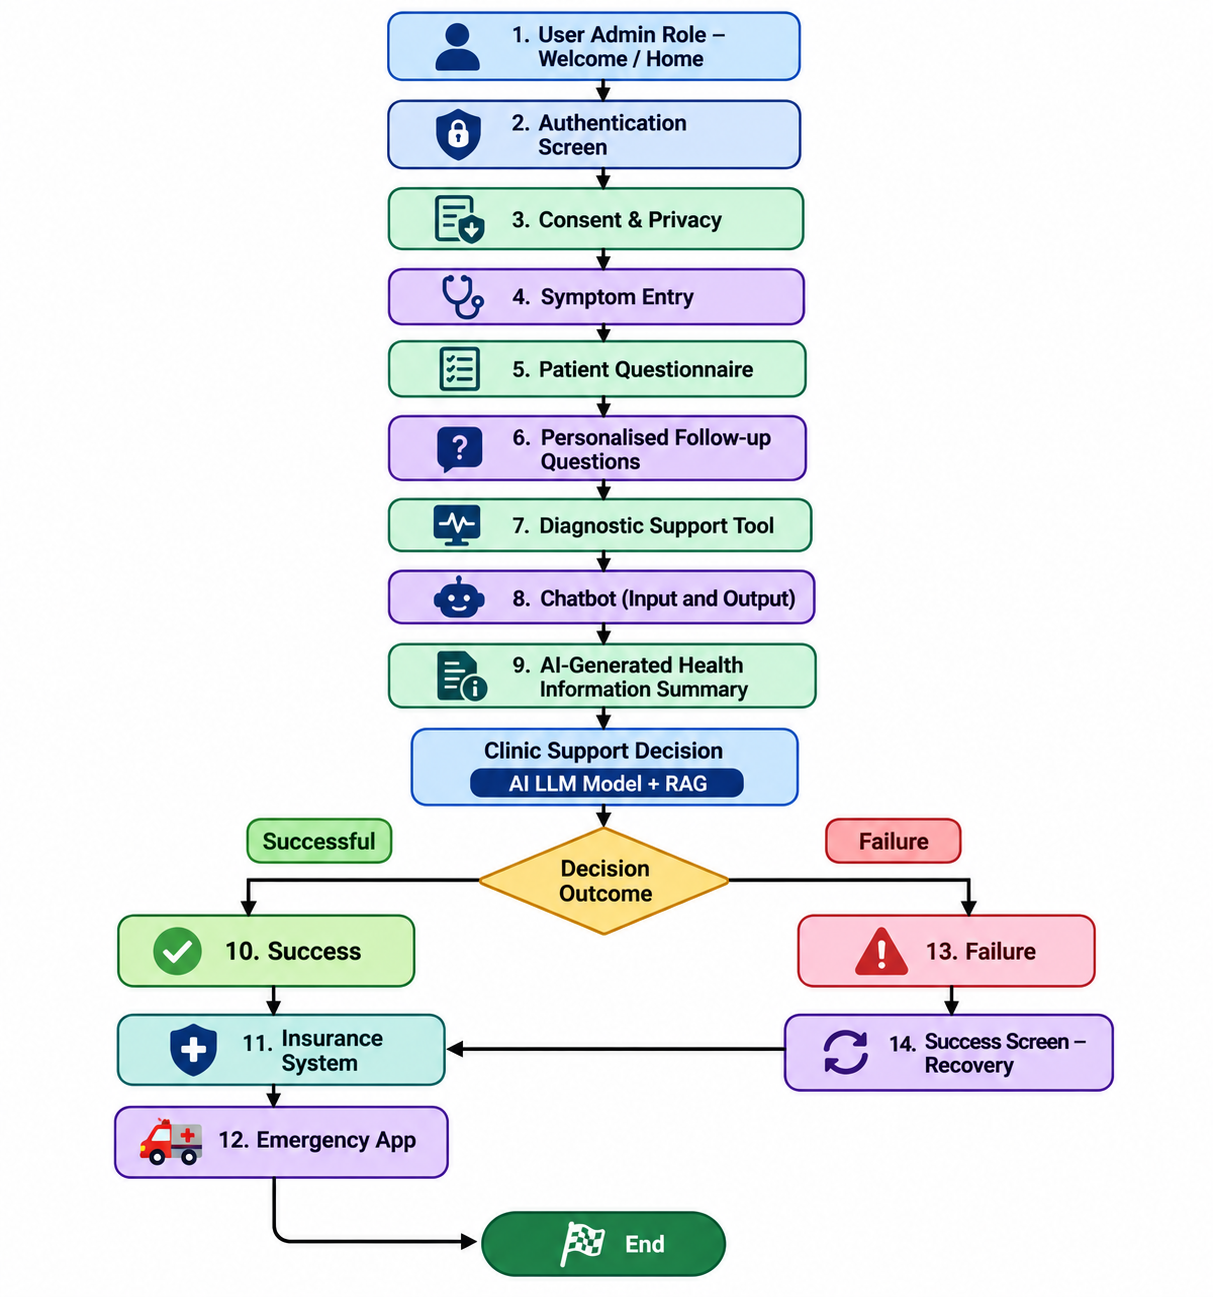 1. User Admin Role –
Welcome / Home
2. Authentication
Screen
3. Consent & Privacy
4. Symptom Entry
5. Patient Questionnaire
?
6. Personalised Follow-up
Questions
7. Diagnostic Support Tool
8. Chatbot (Input and Output)
9. AI-Generated Health
Information Summary
Clinic Support Decision
AI LLM Model + RAG
Successful
Failure
Decision
Outcome
10. Success
13. Failure
11. Insurance
System
14. Success Screen –
Recovery
12. Emergency App
End